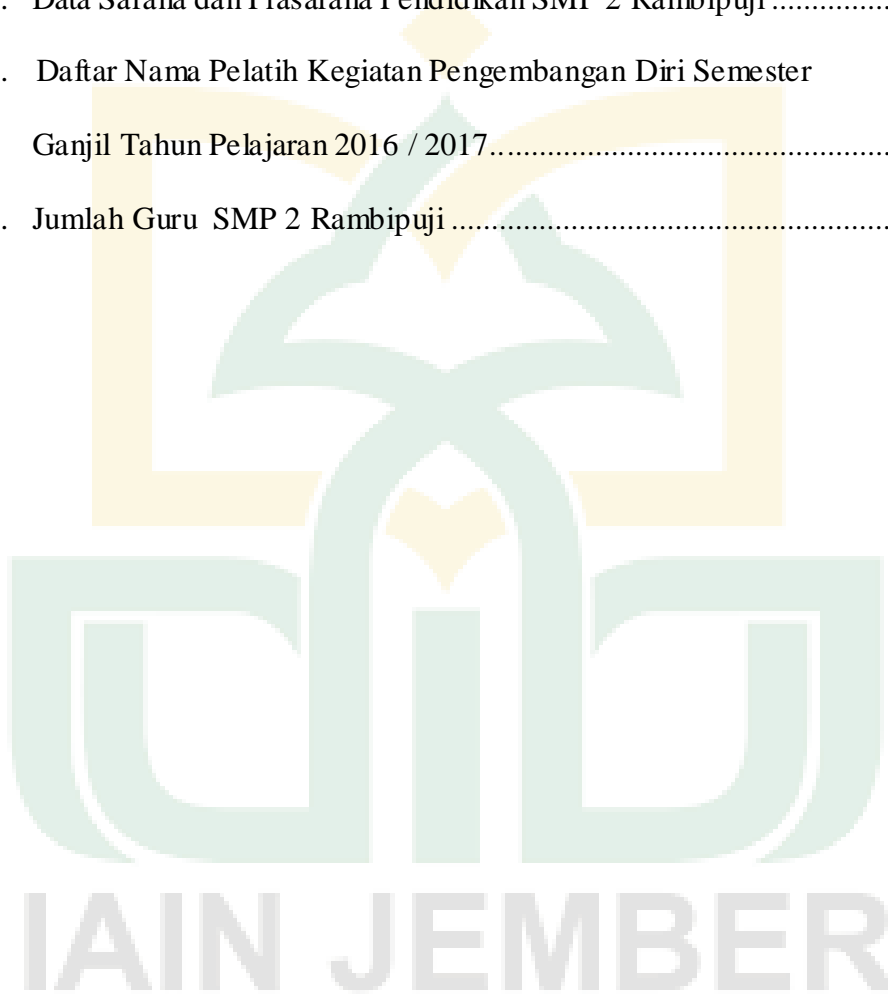 . Data Sarana dan Prasarana Pendidikan SMP 2 Rambipuji ..............
. Daftar Nama Pelatih Kegiatan Pengembangan Diri Semester
Ganjil Tahun Pelajaran 2016 / 2017..................................................
. Jumlah Guru SMP 2 Rambipuji .......................................................
IAIN JEMBER